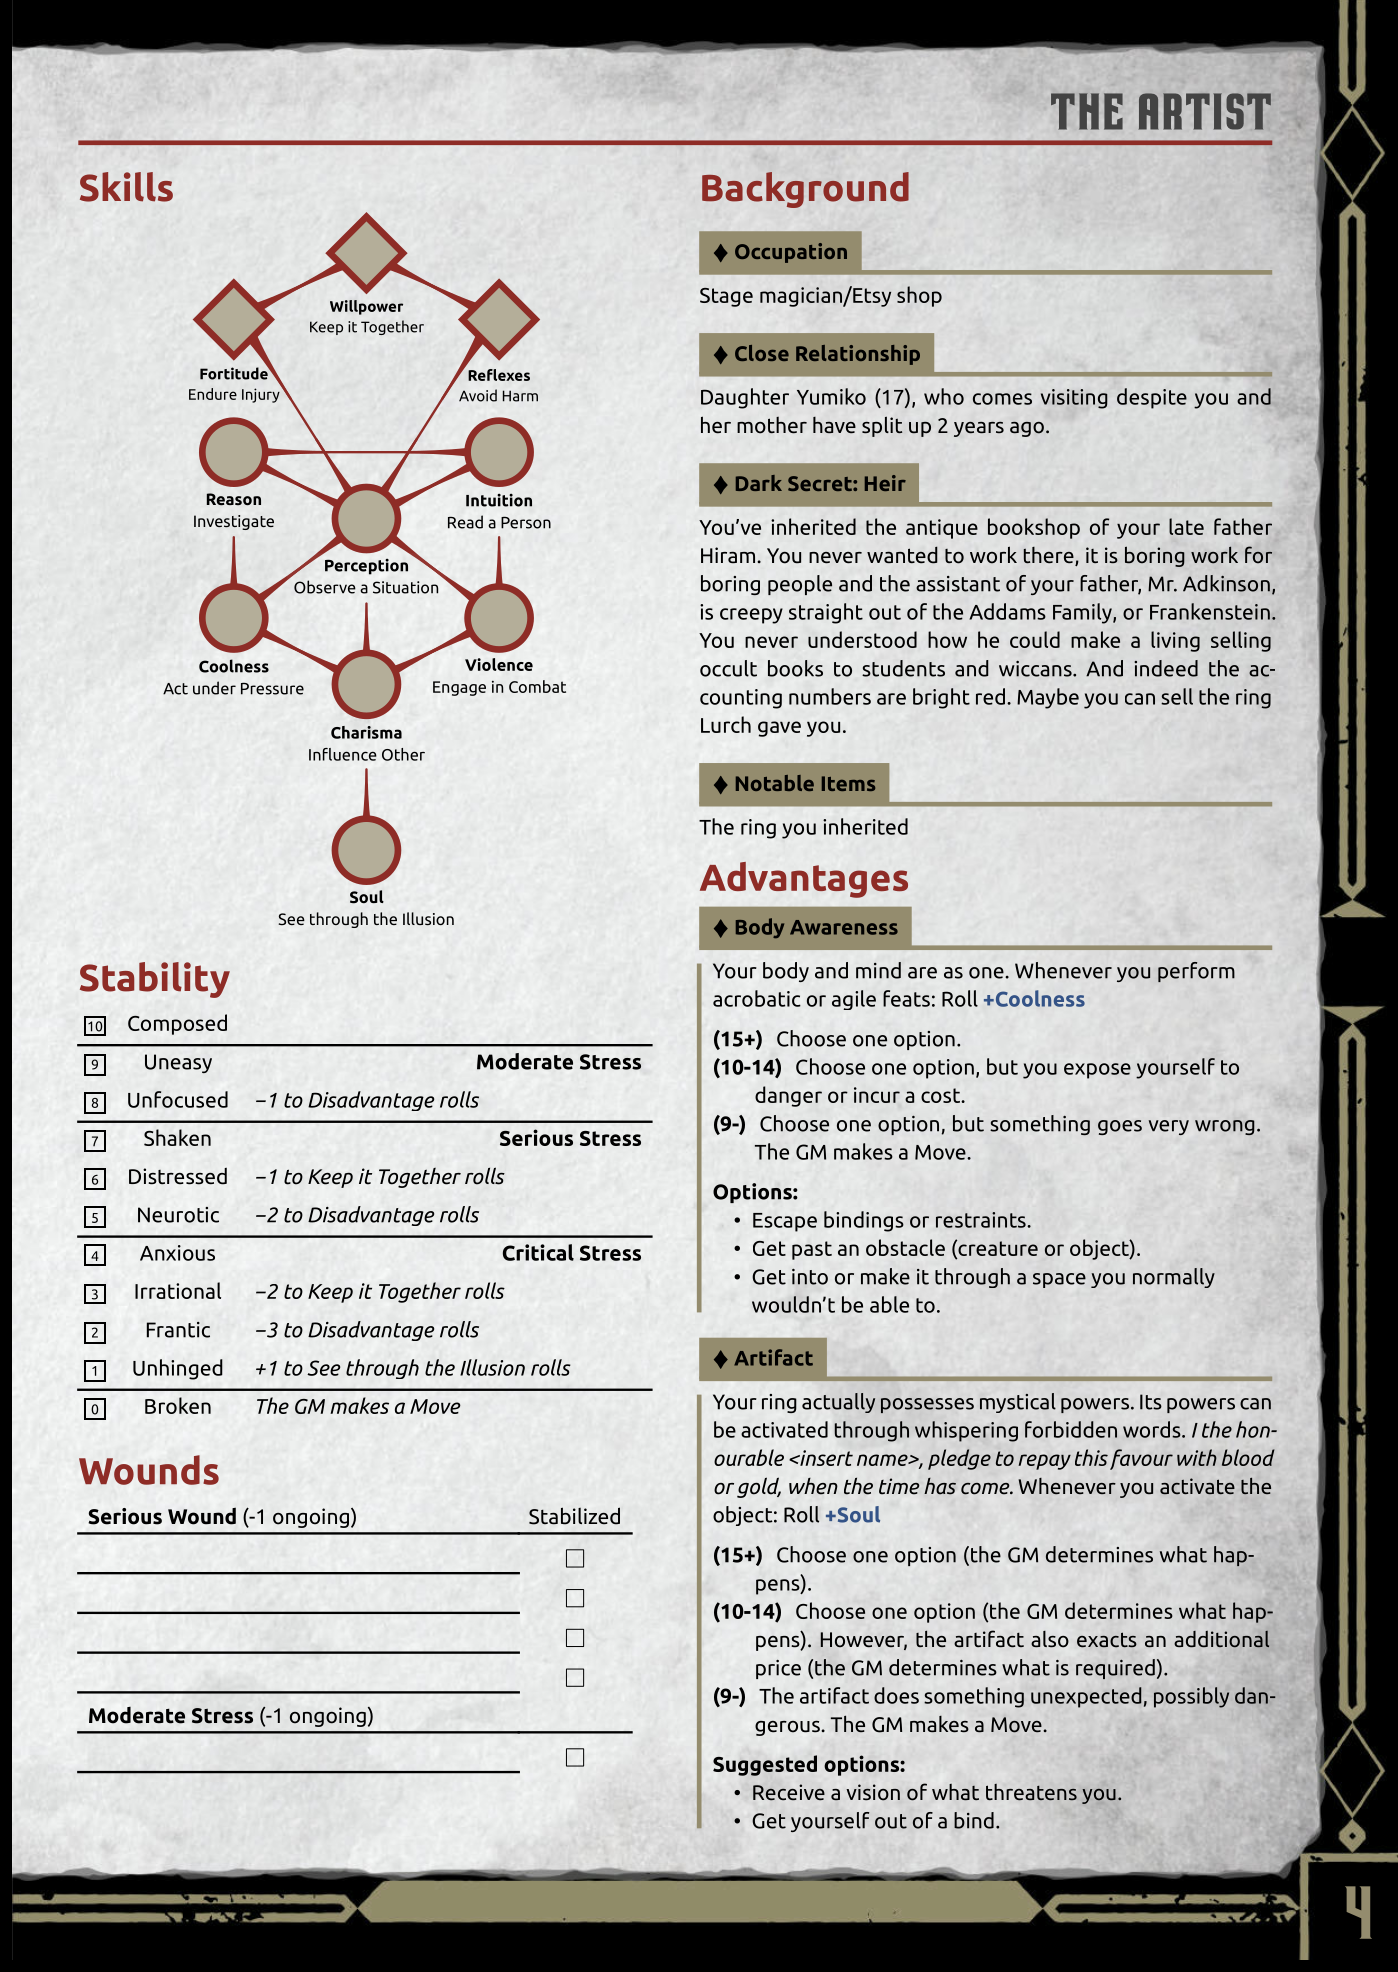 THE ARTIST
Skills
Willpower
Keep it Together
Fortitude
Endure Injury
Reflexes
Avoid Harm
Reason
Investigate
Intuition
Read a Person
Perception
Observe a Situation
Coolness
Act under Pressure
Violence
Engage in Combat
Charisma
Influence Other
Soul
See through the Illusion
Stability
10 Composed
9 Uneasy Moderate Stress
8 Unfocused −1 to Disadvantage rolls
7 Shaken Serious Stress
6 Distressed −1 to Keep it Together rolls
5 Neurotic −2 to Disadvantage rolls
4 Anxious Critical Stress
3 Irrational −2 to Keep it Together rolls
2 Frantic −3 to Disadvantage rolls
1 Unhinged +1 to See through the Illusion rolls
0 Broken The GM makes a Move
Wounds
Serious Wound (-1 ongoing) Stabilized
Moderate Stress (-1 ongoing)
Background
♦ Occupation
Stage magician/Etsy shop
♦ Close Relationship
Daughter Yumiko (17), who comes visiting despite you and
her mother have split up 2 years ago.
♦ Dark Secret: Heir
You’ve inherited the antique bookshop of your late father
Hiram. You never wanted to work there, it is boring work for
boring people and the assistant of your father, Mr. Adkinson,
is creepy straight out of the Addams Family, or Frankenstein.
You never understood how he could make a living selling
occult books to students and wiccans. And indeed the ac-
counting numbers are bright red. Maybe you can sell the ring
Lurch gave you.
♦ Notable Items
The ring you inherited
Advantages
♦ Body Awareness
Your body and mind are as one. Whenever you perform
acrobatic or agile feats: Roll +Coolness
(15+) Choose one option.
(10-14) Choose one option, but you expose yourself to
danger or incur a cost.
(9-) Choose one option, but something goes very wrong.
The GM makes a Move.
Options:
• Escape bindings or restraints.
• Get past an obstacle (creature or object).
• Get into or make it through a space you normally
wouldn’t be able to.
♦ Artifact
Your ring actually possesses mystical powers. Its powers can
be activated through whispering forbidden words. I the hon-
ourable <insert name>, pledge to repay this favour with blood
or gold, when the time has come. Whenever you activate the
object: Roll +Soul
(15+) Choose one option (the GM determines what hap-
pens).
(10-14) Choose one option (the GM determines what hap-
pens). However, the artifact also exacts an additional
price (the GM determines what is required).
(9-) The artifact does something unexpected, possibly dan-
gerous. The GM makes a Move.
Suggested options:
• Receive a vision of what threatens you.
• Get yourself out of a bind.
4